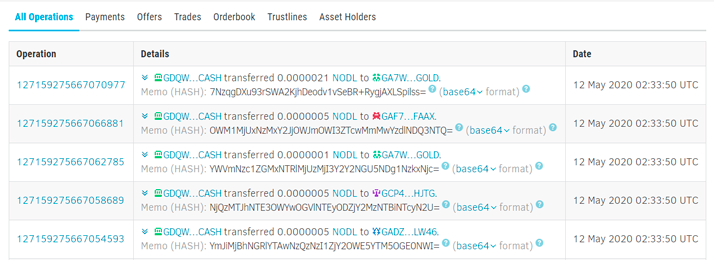 All Operations Payments Offers Trades Orderbook Trustlines Asset Holders
Operation Details Date
127159275667070977 GDQW…CASH transferred 0.0000021 NODL to GA7W…GOLD. 12 May 2020 02:33:50 UTC
Memo (HASH): 7NzqgDXu93rSWA2KjhDeodv1vSeBR+RygjAXLSpiIss= (base64 format)
127159275667066881 GDQW…CASH transferred 0.0000005 NODL to GAF7…FAAX. 12 May 2020 02:33:50 UTC
Memo (HASH): OWM1MjUxNzMxY2JjOWJmOWI3ZTcwMmMwYzdlNDQ3NTQ= (base64 format)
127159275667062785 GDQW…CASH transferred 0.0000001 NODL to GA7W…GOLD. 12 May 2020 02:33:50 UTC
Memo (HASH): YWVmNzc1ZGMxNTRlMjUzMjI3Y2Y2NGU5NDg1NzkxNjc= (base64 format)
127159275667058689 GDQW…CASH transferred 0.0000005 NODL to GCP4…HJTG. 12 May 2020 02:33:50 UTC
Memo (HASH): NjQzMTJhNTE3OWYwOGVlNTEyODZjY2MzNTBiNTcyN2U= (base64 format)
127159275667054593 GDQW…CASH transferred 0.0000005 NODL to GADZ…LW46. 12 May 2020 02:33:50 UTC
Memo (HASH): YmJiMjBhNGRlYTAwNzQzNzI1ZjY2OWE5YTM5OGE0NWI= (base64 format)